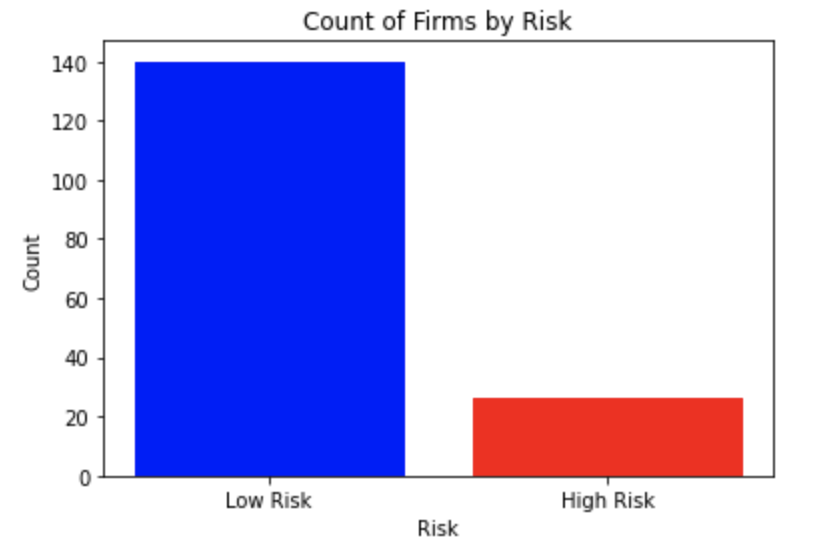 Count of Firms by Risk
140
120
100
80
60
40
20
0
Count
Low Risk
High Risk
Risk